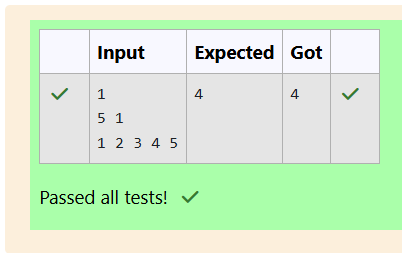 Input Expected Got
1 4 4
5 1
1 2 3 4 5
Passed all tests!